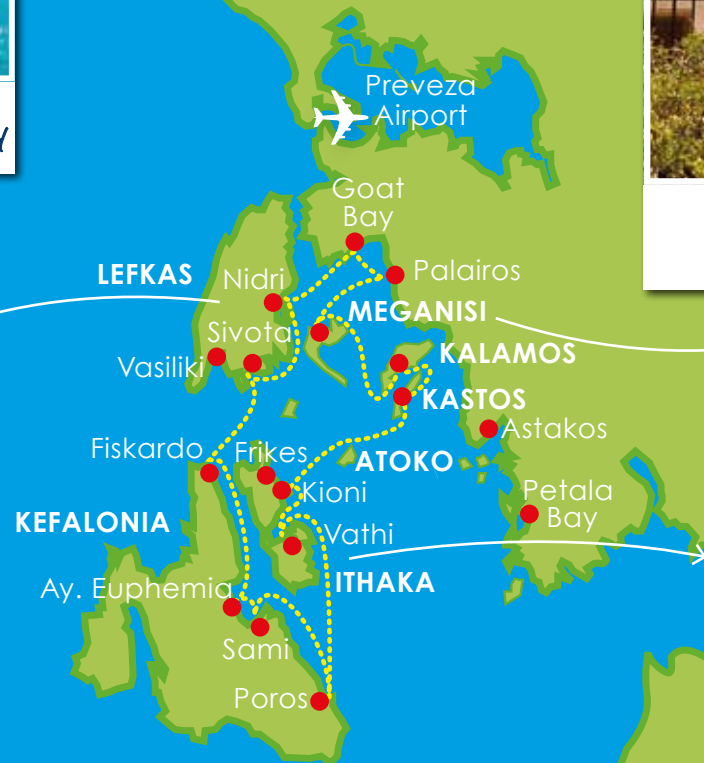 Preveza
Airport
Goat
Bay
Palairos
LEFKAS
Nidri
MEGANISI
Sivota
Vasiliki
KALAMOS
KASTOS
Astakos
Fiskardo
Frikes
ATOKO
Kioni
Petala
Bay
KEFALONIA
Vathi
ITHAKA
Ay. Euphemia
Sami
Poros